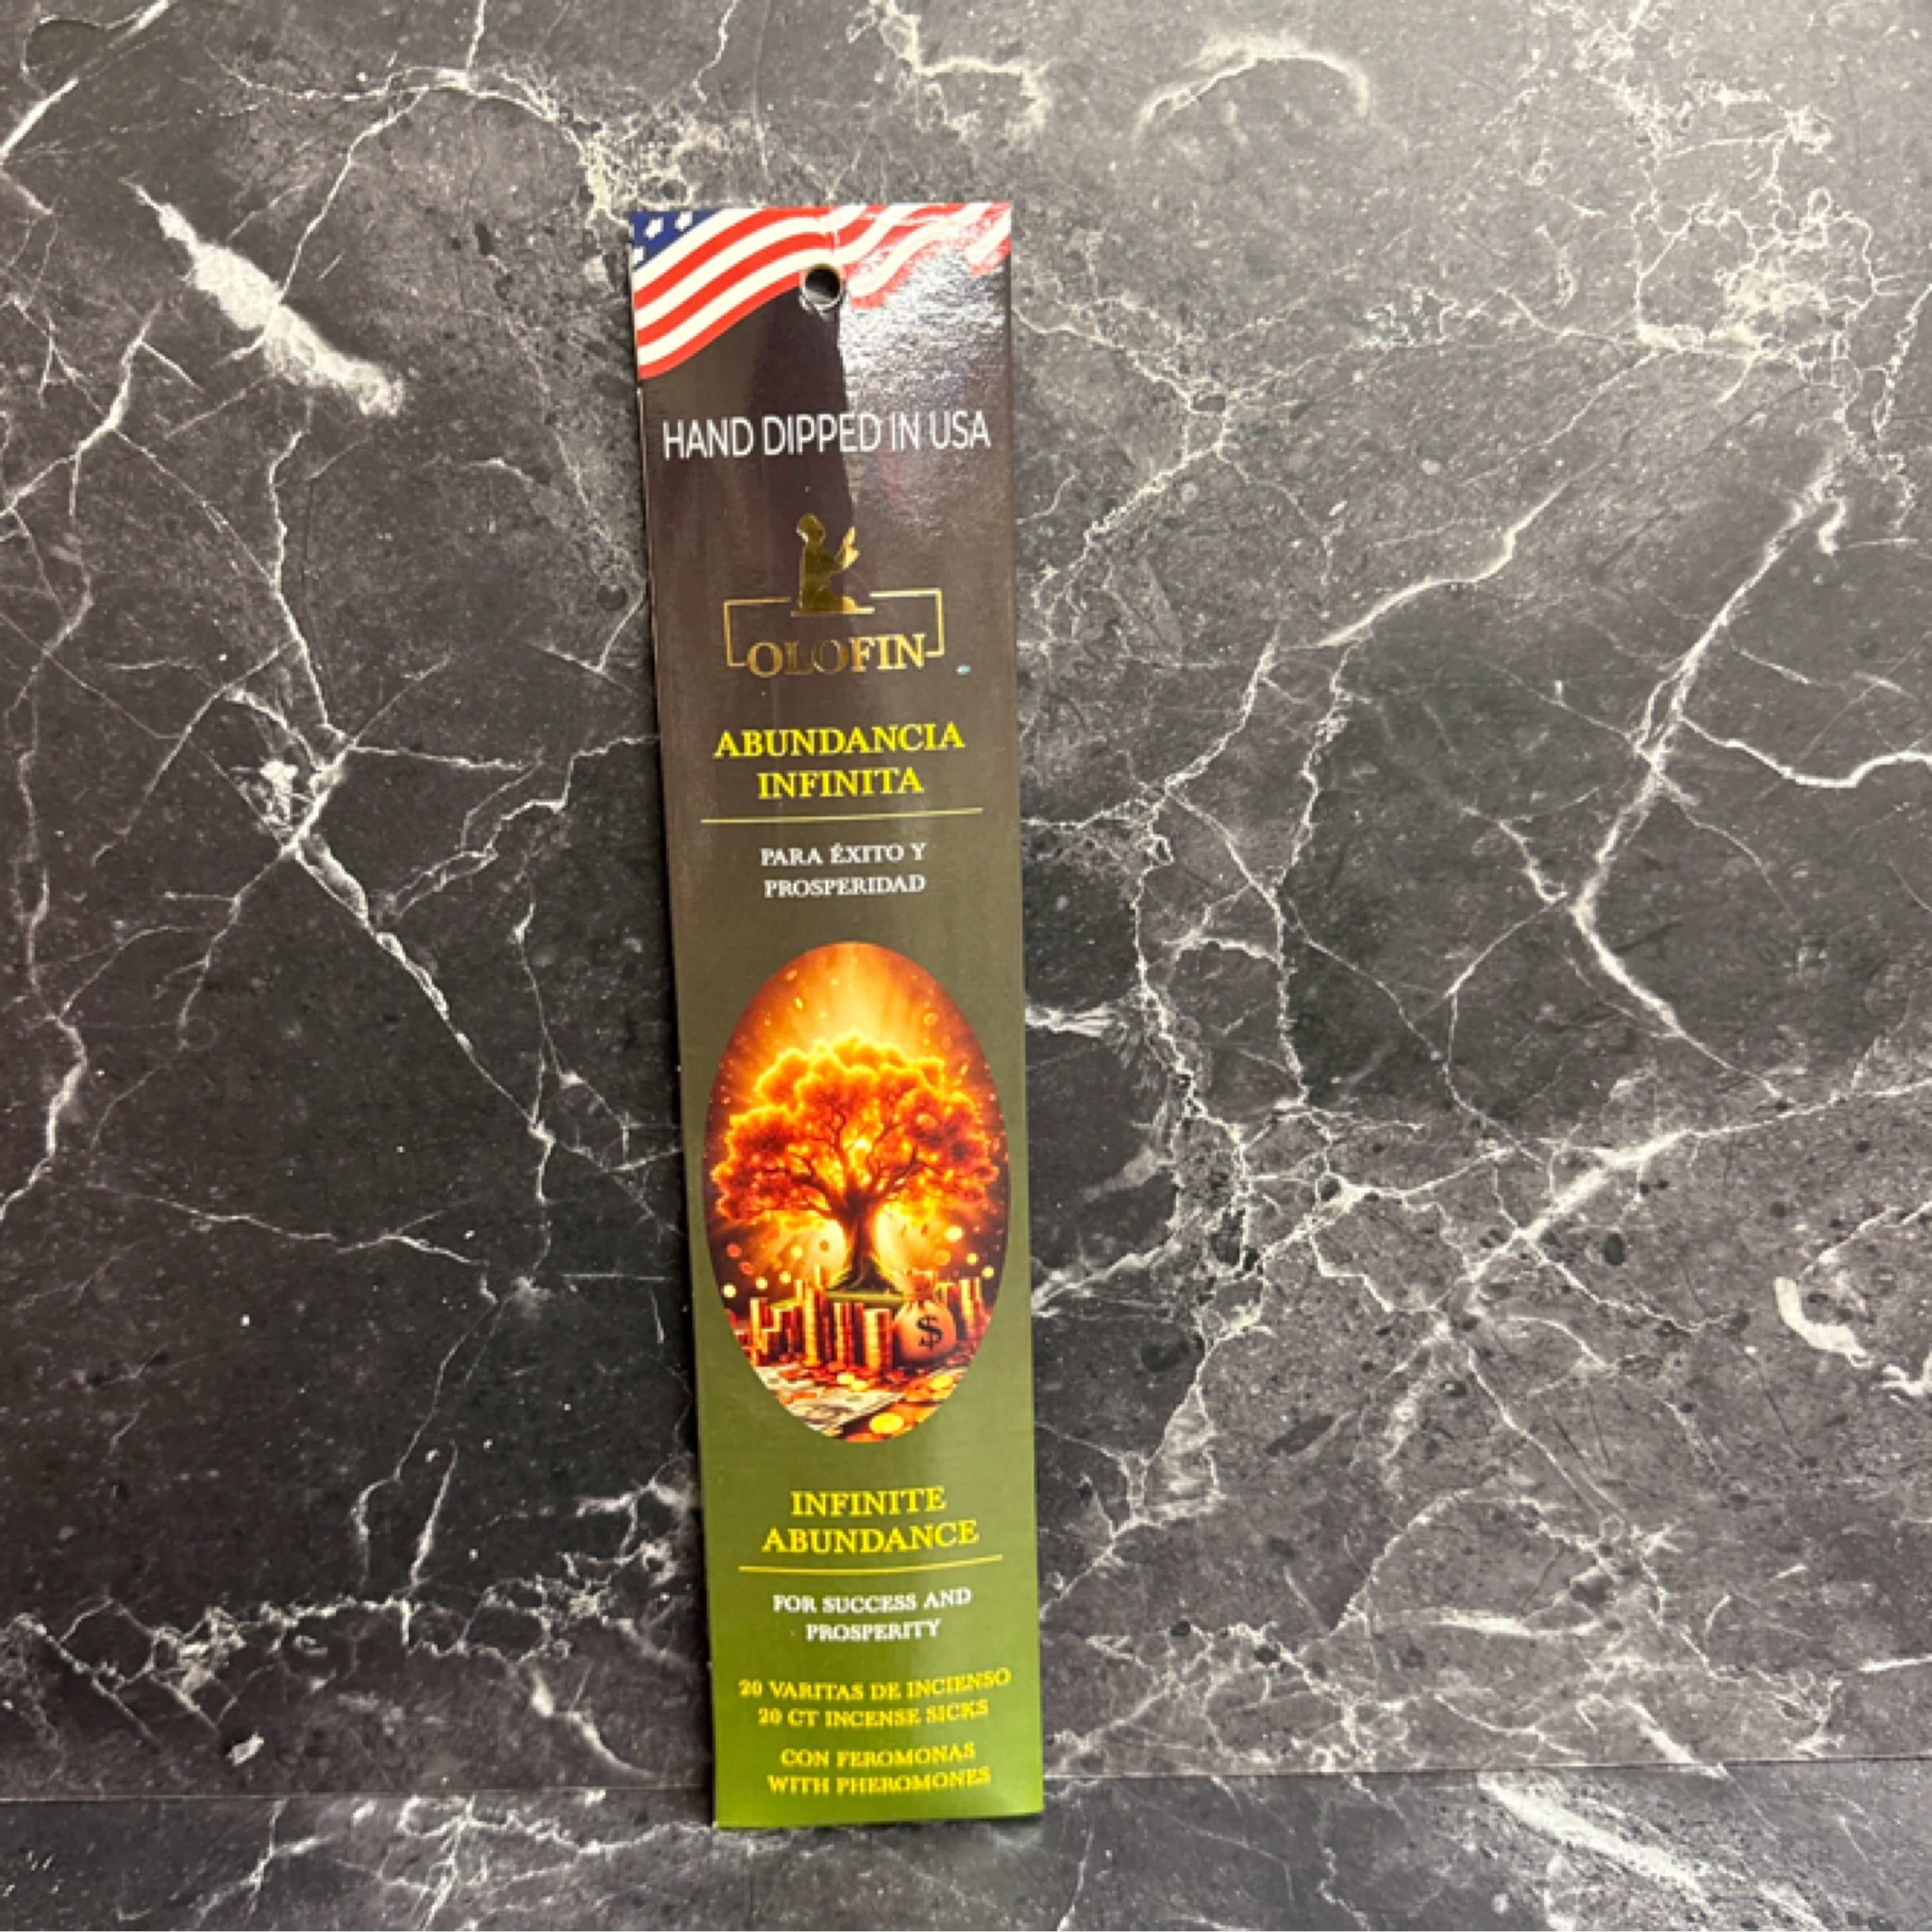 HAND DIPPED IN USA
OLOFIN
ABUNDANCIA
INFINITA
PARA ÉXITO Y
PROSPERIDAD
$
INFINITE
ABUNDANCE
FOR SUCCESS AND
PROSPERITY
20 VARITAS DE INCIENSO
20 CT INCENSE SICKS
CON FEROMONAS
WITH PHEROMONES